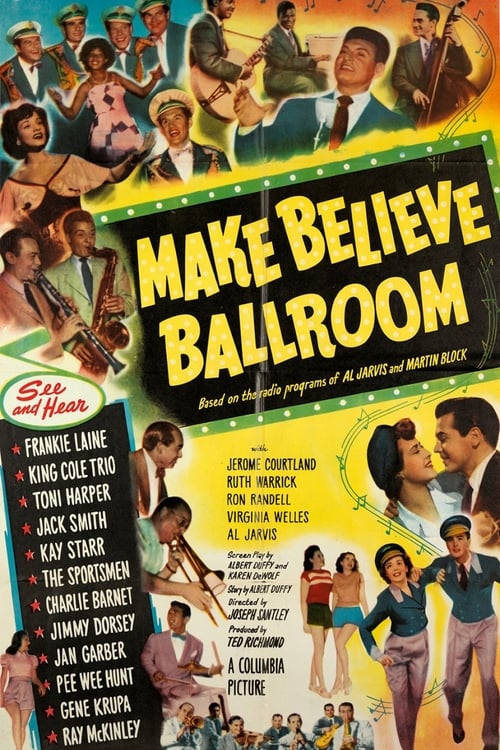 MAKE BELIEVE
BALLROOM
Based on the radio programs of AL JARVIS and MARTIN BLOCK
See
and Hear
FRANKIE LAINE
KING COLE TRIO
TONI HARPER
JACK SMITH
KAY STARR
THE SPORTSMEN
CHARLIE BARNET
JIMMY DORSEY
JAN GARBER
PEE WEE HUNT
GENE KRUPA
RAY McKINLEY
with
JEROME COURTLAND
RUTH WARRICK
RON RANDELL
VIRGINIA WELLES
AL JARVIS
Screen Play by
ALBERT DUFFY and
KAREN DeWOLF
Story by ALBERT DUFFY
Directed by
JOSEPH SANTLEY
Produced by
TED RICHMOND
A COLUMBIA
PICTURE